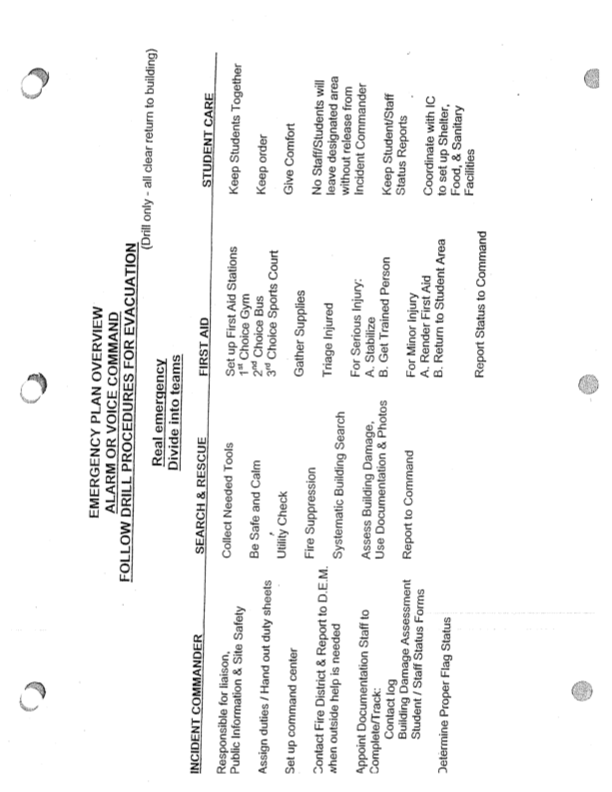 EMERGENCY PLAN OVERVIEW
ALARM OR VOICE COMMAND
FOLLOW DRILL PROCEDURES FOR EVACUATION
(Drill only - all clear return to building)
Real emergency
Divide into teams
INCIDENT COMMANDER
Responsible for liaison,
Public Information & Site Safety
Assign duties / Hand out duty sheets
Set up command center
Contact Fire District & Report to D.E.M.
when outside help is needed
Appoint Documentation Staff to
Complete/Track:
Contact log
Building Damage Assessment
Student / Staff Status Forms
Determine Proper Flag Status
SEARCH & RESCUE
Collect Needed Tools
Be Safe and Calm
Utility Check
Fire Suppression
Systematic Building Search
Assess Building Damage,
Use Documentation & Photos
Report to Command
FIRST AID
Set up First Aid Stations
1st Choice Gym
2nd Choice Bus
3rd Choice Sports Court
Gather Supplies
Triage Injured
For Serious Injury:
A. Stabilize
B. Get Trained Person
For Minor Injury
A. Render First Aid
B. Return to Student Area
Report Status to Command
STUDENT CARE
Keep Students Together
Keep order
Give Comfort
No Staff/Students will
leave designated area
without release from
Incident Commander
Keep Student/Staff
Status Reports
Coordinate with IC
to set up Shelter,
Food, & Sanitary
Facilities